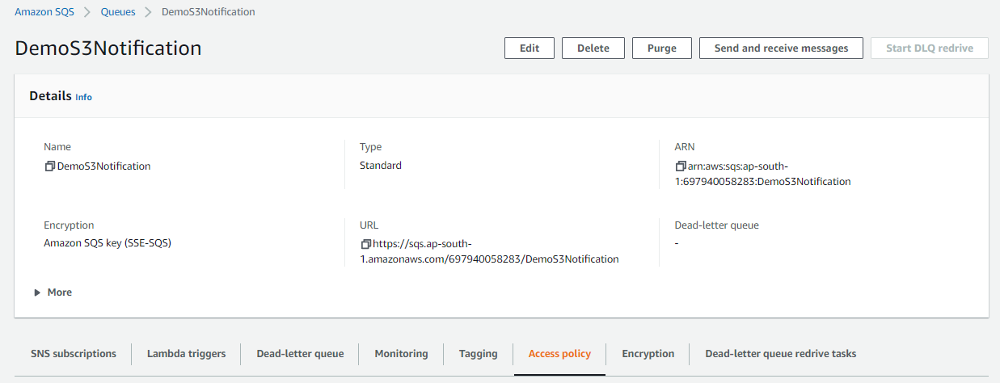 Amazon SQS > Queues > DemoS3Notification
DemoS3Notification
Edit Delete Purge Send and receive messages Start DLQ redrive
Details Info
Name Type ARN
DemoS3Notification Standard arn:aws:sqs:ap-south-
1:697940058283:DemoS3Notification
Encryption URL Dead-letter queue
Amazon SQS key (SSE-SQS) https://sqs.ap-south- -
1.amazonaws.com/697940058283/DemoS3Notification
More
SNS subscriptions Lambda triggers Dead-letter queue Monitoring Tagging Access policy Encryption Dead-letter queue redrive tasks